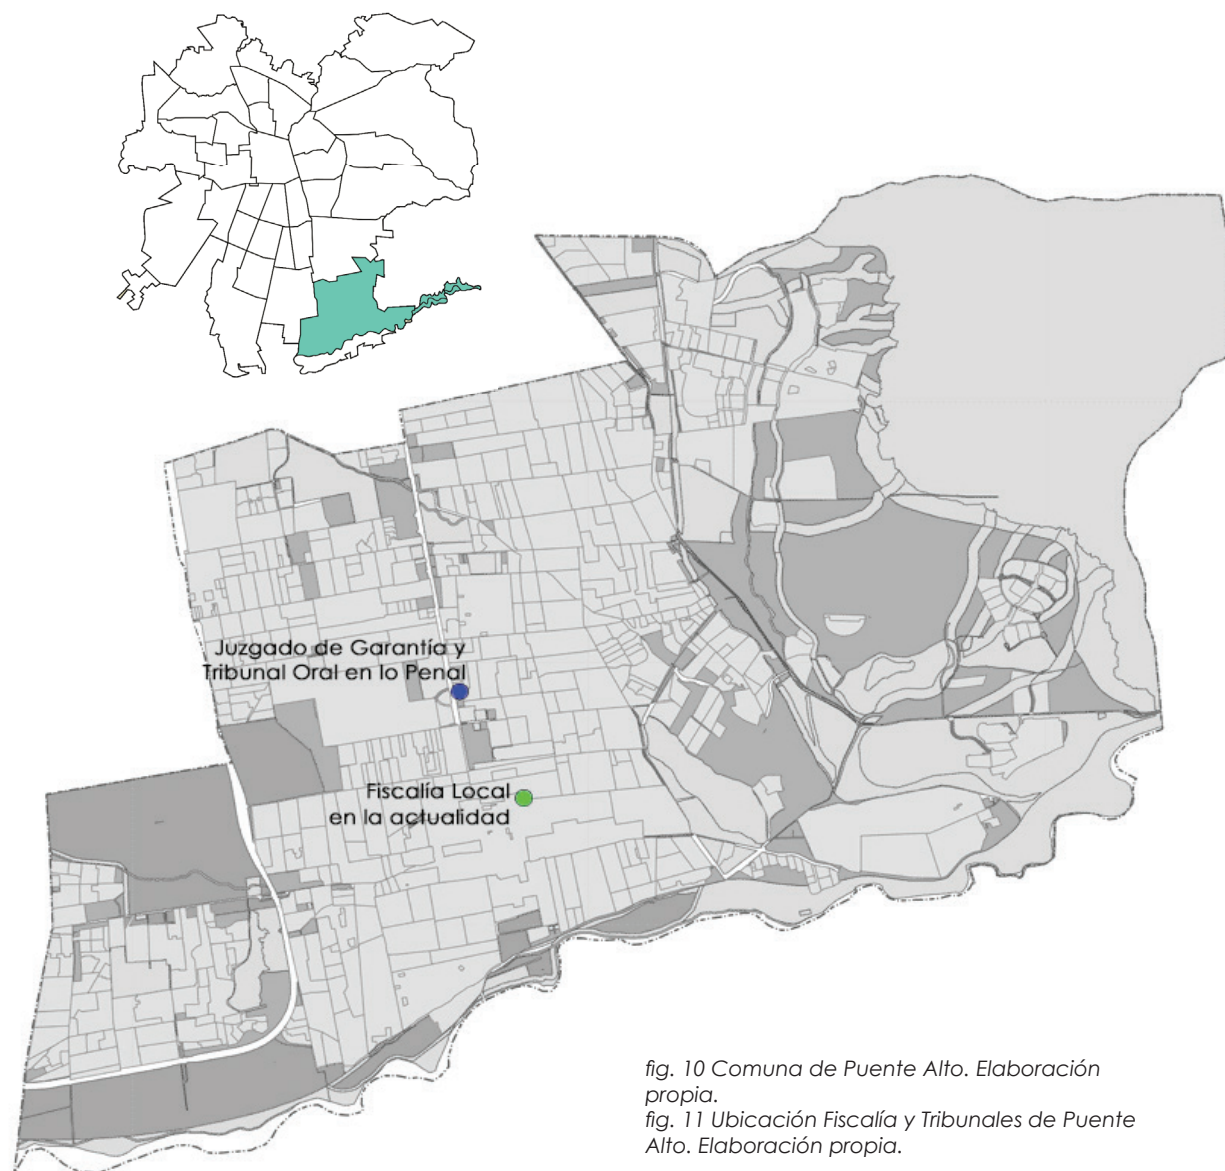 Juzgado de Garantía y
Tribunal Oral en lo Penal
Fiscalía Local
en la actualidad
fig. 10 Comuna de Puente Alto. Elaboración
propia.
fig. 11 Ubicación Fiscalía y Tribunales de Puente
Alto. Elaboración propia.